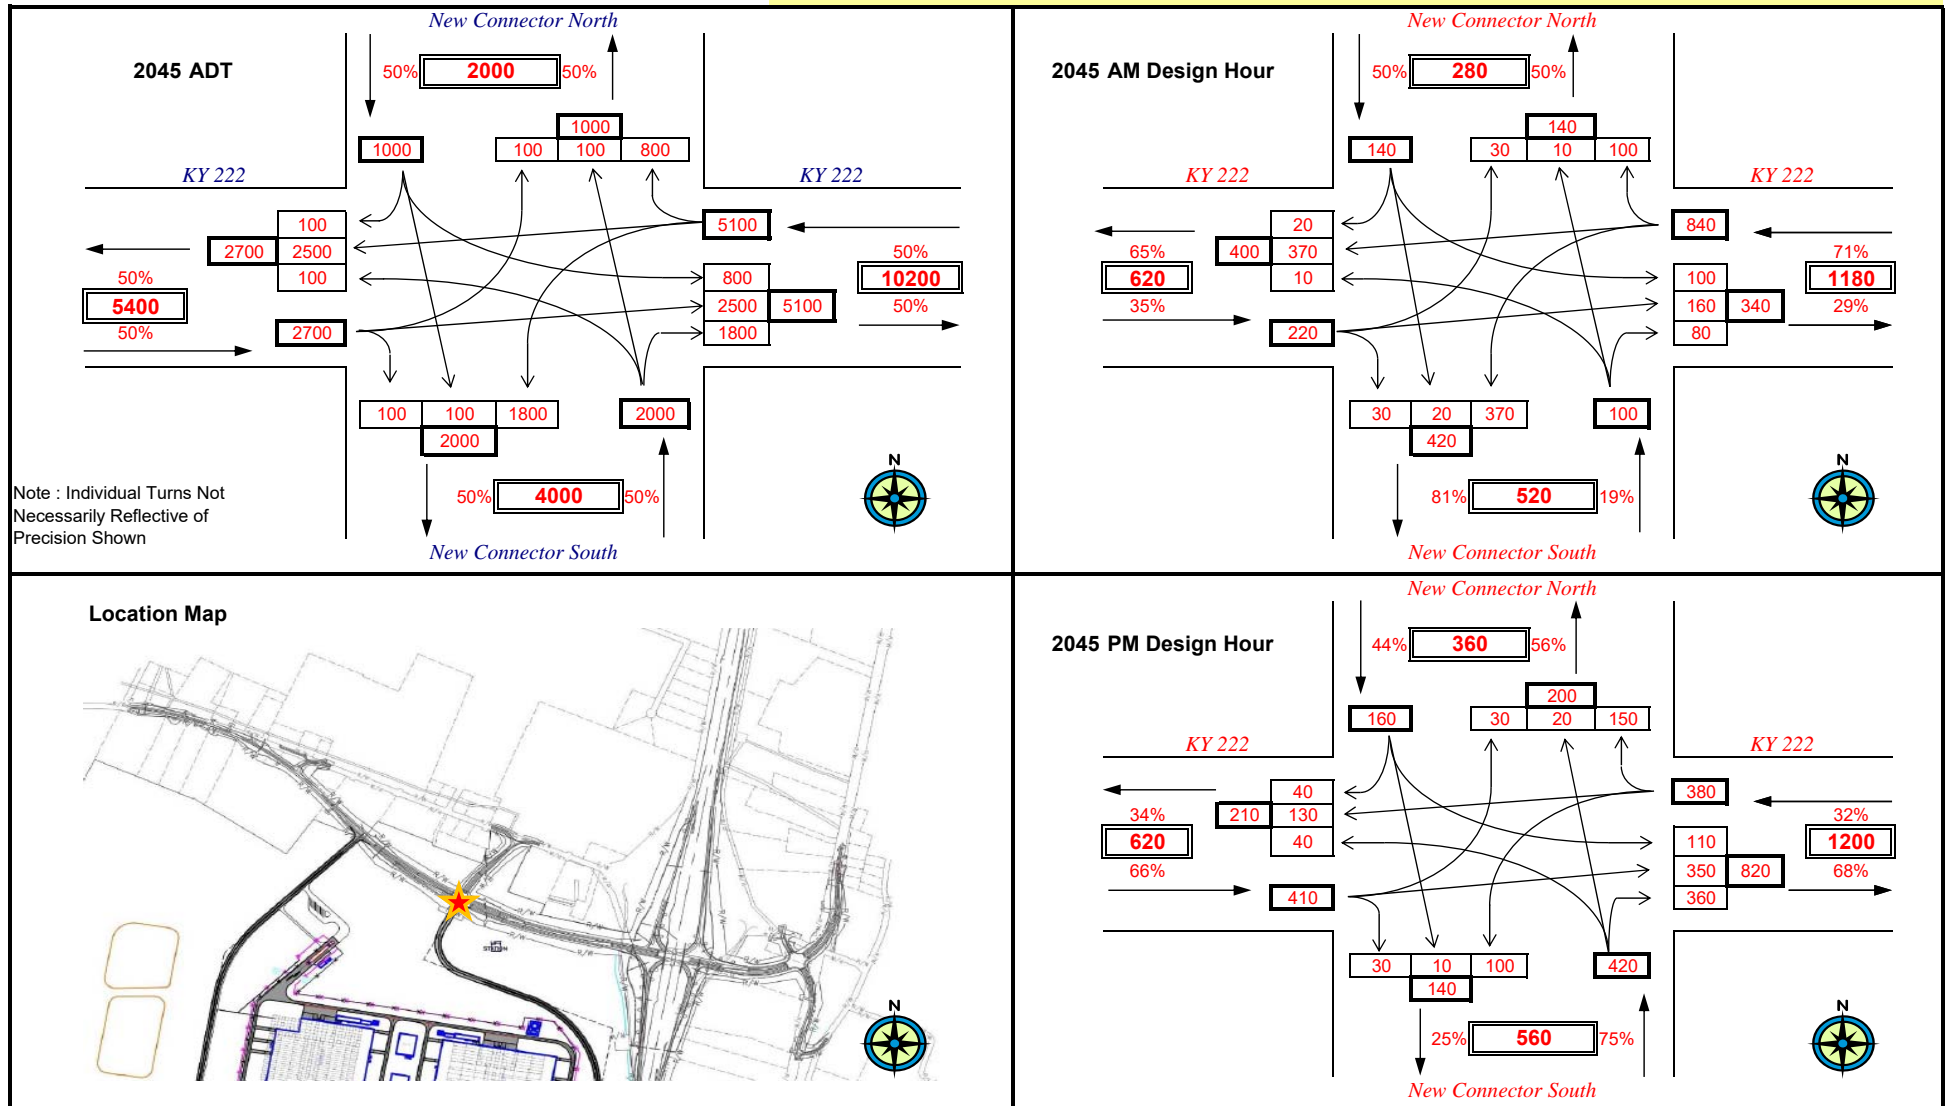 New Connector North
2045 ADT
50% 2000 50%
1000
1000
100 100 800
KY 222
KY 222
100
5100
2700 2500
50%
100
800
10200
50%
2500 5100
50%
5400
1800
50%
2700
100 100 1800
2000
2000
50% 4000 50%
N
Note : Individual Turns Not
Necessarily Reflective of
Precision Shown
New Connector South
New Connector North
2045 AM Design Hour
50% 280 50%
140
140
30 10 100
KY 222
KY 222
20
840
65%
400 370
71%
620
10
100
1180
35%
160 340
29%
220
80
30 20 370
100
420
81% 520 19%
N
New Connector South
Location Map
N
New Connector North
2045 PM Design Hour
44% 360 56%
200
160
30 20 150
KY 222
KY 222
40
380
34%
210 130
32%
620
40
110
1200
66%
350 820
68%
410
360
30 10 100
420
140
25% 560 75%
N
New Connector South